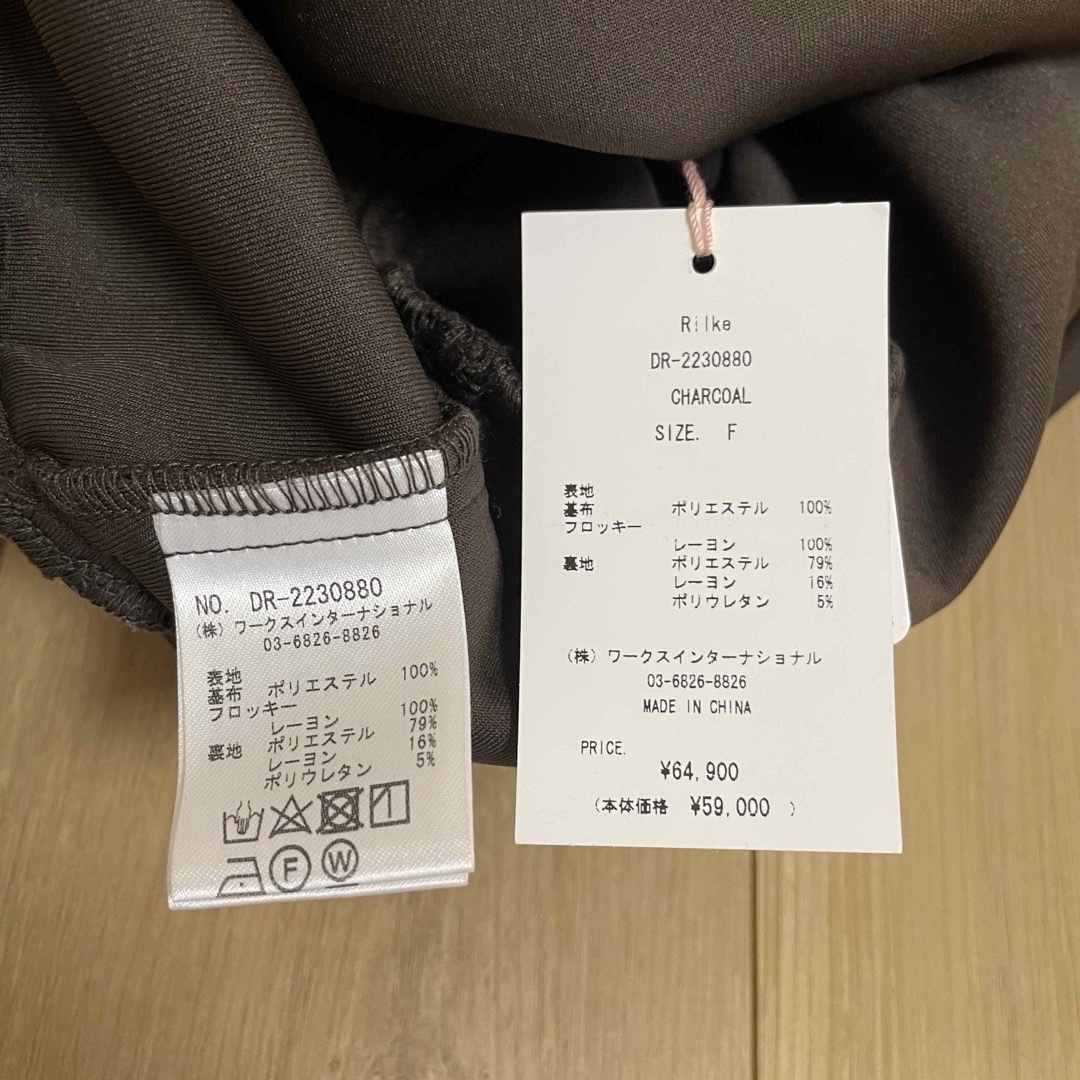 NO. DR-2230880
(株)ワークスインターナショナル
03-6826-8826
表地
基布 ポリエステル 100%
フロッキー
レーヨン 100%
裏地 ポリエステル 79%
レーヨン 16%
ポリウレタン 5%
F
W
Rilke
DR-2230880
CHARCOAL
SIZE. F
表地
基布 ポリエステル 100%
フロッキー
レーヨン 100%
裏地 ポリエステル 79%
レーヨン 16%
ポリウレタン 5%
(株)ワークスインターナショナル
03-6826-8826
MADE IN CHINA
PRICE.
¥64,900
(本体価格 ¥59,000 )